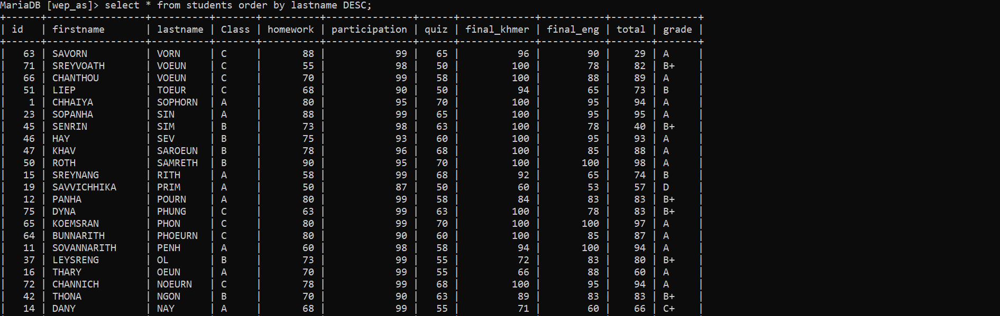 MariaDB [wep_as]> select * from students order by lastname DESC;
+------+-----------------+----------+-------+----------+---------------+------+-------------+-----------+-------+-------+
| id   | firstname       | lastname | Class | homework | participation | quiz | final_khmer | final_eng | total | grade |
+------+-----------------+----------+-------+----------+---------------+------+-------------+-----------+-------+-------+
|   63 | SAVORN          | VORN     | C     |       88 |            99 |   65 |          96 |        90 |    29 | A     |
|   71 | SREYVOATH       | VOEUN    | C     |       55 |            98 |   50 |         100 |        78 |    82 | B+    |
|   66 | CHANTHOU        | VOEUN    | C     |       70 |            99 |   58 |         100 |        88 |    89 | A     |
|   51 | LIEP            | TOEUR    | C     |       68 |            90 |   50 |          94 |        65 |    73 | B     |
|    1 | CHHAIYA         | SOPHORN  | A     |       80 |            95 |   70 |         100 |        95 |    94 | A     |
|   23 | SOPANHA         | SIN      | A     |       88 |            99 |   65 |         100 |        95 |    95 | A     |
|   45 | SENRIN          | SIM      | B     |       73 |            98 |   63 |         100 |        78 |    40 | B+    |
|   46 | HAY             | SEV      | B     |       75 |            93 |   60 |         100 |        95 |    93 | A     |
|   47 | KHAV            | SAROEUN  | B     |       78 |            96 |   68 |         100 |        85 |    88 | A     |
|   50 | ROTH            | SAMRETH  | B     |       90 |            95 |   70 |         100 |       100 |    98 | A     |
|   15 | SREYNANG        | RITH     | A     |       58 |            99 |   68 |          92 |        65 |    74 | B     |
|   19 | SAVVICHHIKA     | PRIM     | A     |       50 |            87 |   50 |          60 |        53 |    57 | D     |
|   12 | PANHA           | POURN    | A     |       80 |            99 |   58 |          84 |        83 |    83 | B+    |
|   75 | DYNA            | PHUNG    | C     |       63 |            99 |   63 |         100 |        78 |    83 | B+    |
|   65 | KOEMSRAN        | PHON     | C     |       80 |            99 |   70 |         100 |       100 |    97 | A     |
|   64 | BUNNARITH       | PHOEURN  | C     |       80 |            90 |   60 |         100 |        85 |    87 | A     |
|   11 | SOVANNARITH     | PENH     | A     |       60 |            98 |   58 |          94 |       100 |    94 | A     |
|   37 | LEYSRENG        | OL       | B     |       73 |            99 |   55 |          72 |        83 |    80 | B+    |
|   16 | THARY           | OEUN     | A     |       70 |            99 |   55 |          66 |        88 |    60 | A     |
|   72 | CHANNICH        | NOEURN   | C     |       78 |            99 |   68 |         100 |        95 |    94 | A     |
|   42 | THONA           | NGON     | B     |       70 |            90 |   63 |          89 |        83 |    83 | B+    |
|   14 | DANY            | NAY      | A     |       68 |            99 |   55 |          71 |        60 |    66 | C+    |